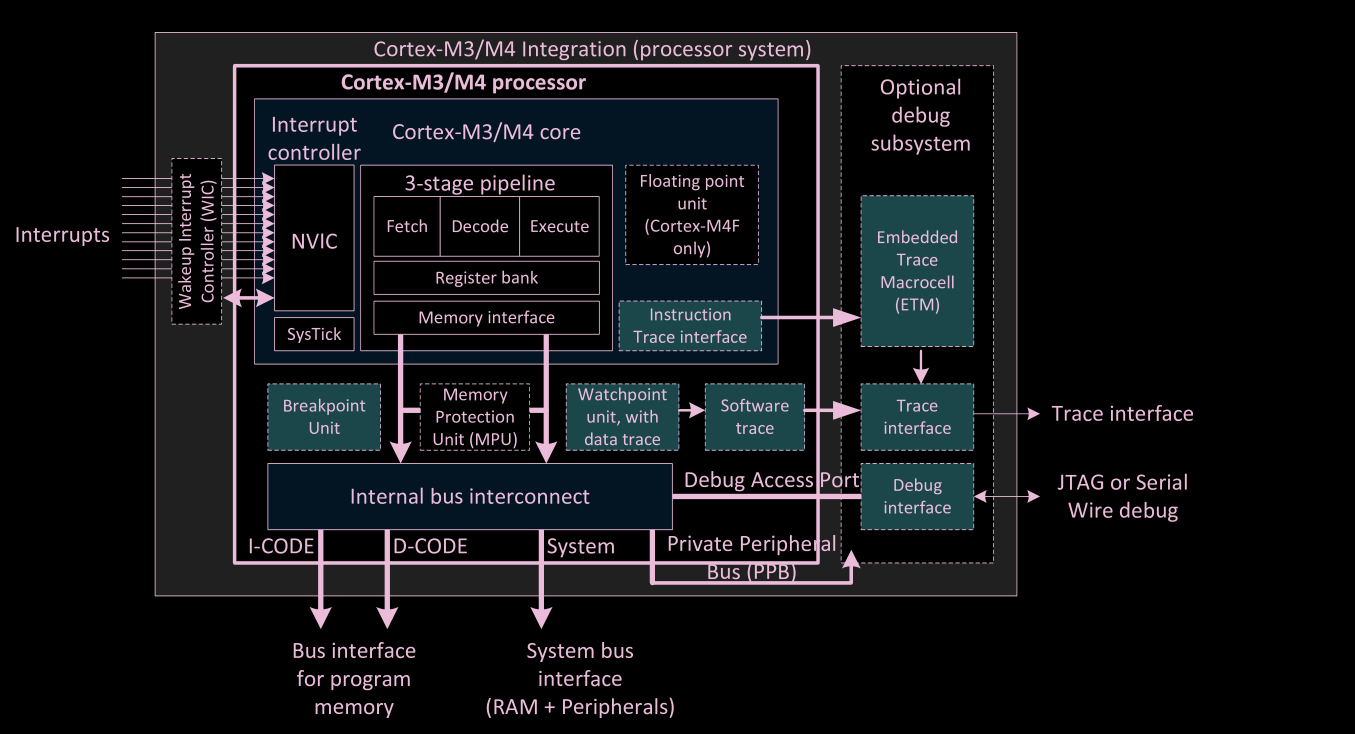 Cortex-M3/M4 Integration (processor system)
Cortex-M3/M4 processor
Optional
debug
subsystem
Interrupt
controller
Cortex-M3/M4 core
Interrupts
Wakeup Interrupt
Controller (WIC)
NVIC
SysTick
3-stage pipeline
Fetch
Decode
Execute
Register bank
Memory interface
Floating point
unit
(Cortex-M4F
only)
Instruction
Trace interface
Embedded
Trace
Macrocell
(ETM)
Breakpoint
Unit
Memory
Protection
Unit (MPU)
Watchpoint
unit, with
data trace
Software
trace
Trace
interface
Trace interface
Internal bus interconnect
Debug Access Port
Debug
interface
JTAG or Serial
Wire debug
I-CODE
D-CODE
System
Private Peripheral
Bus (PPB)
Bus interface
for program
memory
System bus
interface
(RAM + Peripherals)